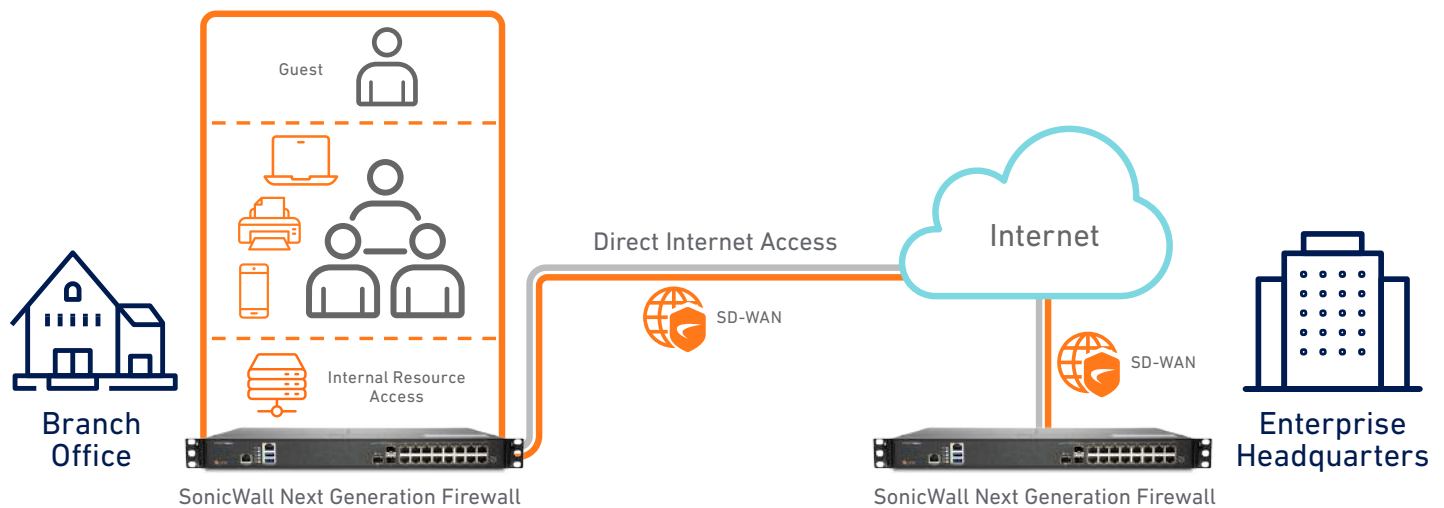 Guest
Internal Resource
Access
Branch
Office
SonicWall Next Generation Firewall
Direct Internet Access
SD-WAN
Internet
SD-WAN
SonicWall Next Generation Firewall
Enterprise
Headquarters